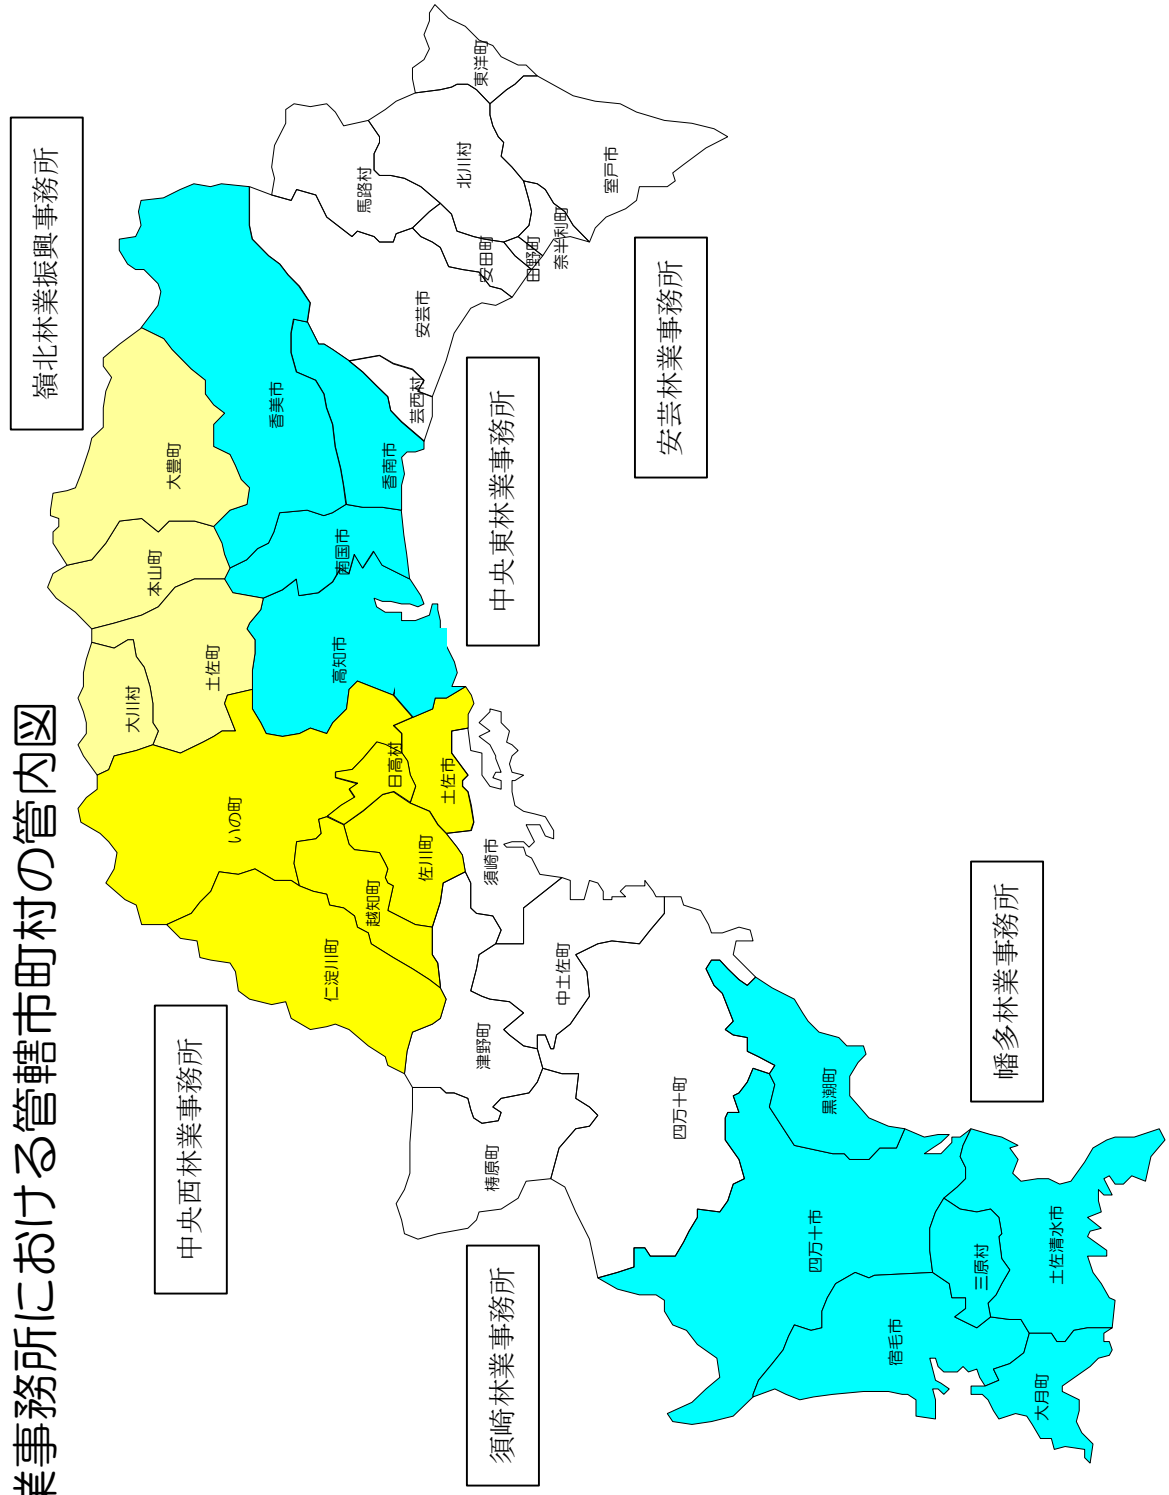 業事務所における管轄市町村の管内図
嶺北林業振興事務所
中央西林業事務所
中央東林業事務所
須崎林業事務所
安芸林業事務所
幡多林業事務所
大川村
本山町
大豊町
土佐町
いの町
香美市
仁淀川町
越知町
日高村
佐川町
土佐市
高知市
南国市
香南市
馬路村
芸西村
安芸市
北川村
東洋町
安田町
田野町
奈半利町
室戸市
梼原町
津野町
須崎市
中土佐町
四万十町
黒潮町
四万十市
宿毛市
三原村
大月町
土佐清水市